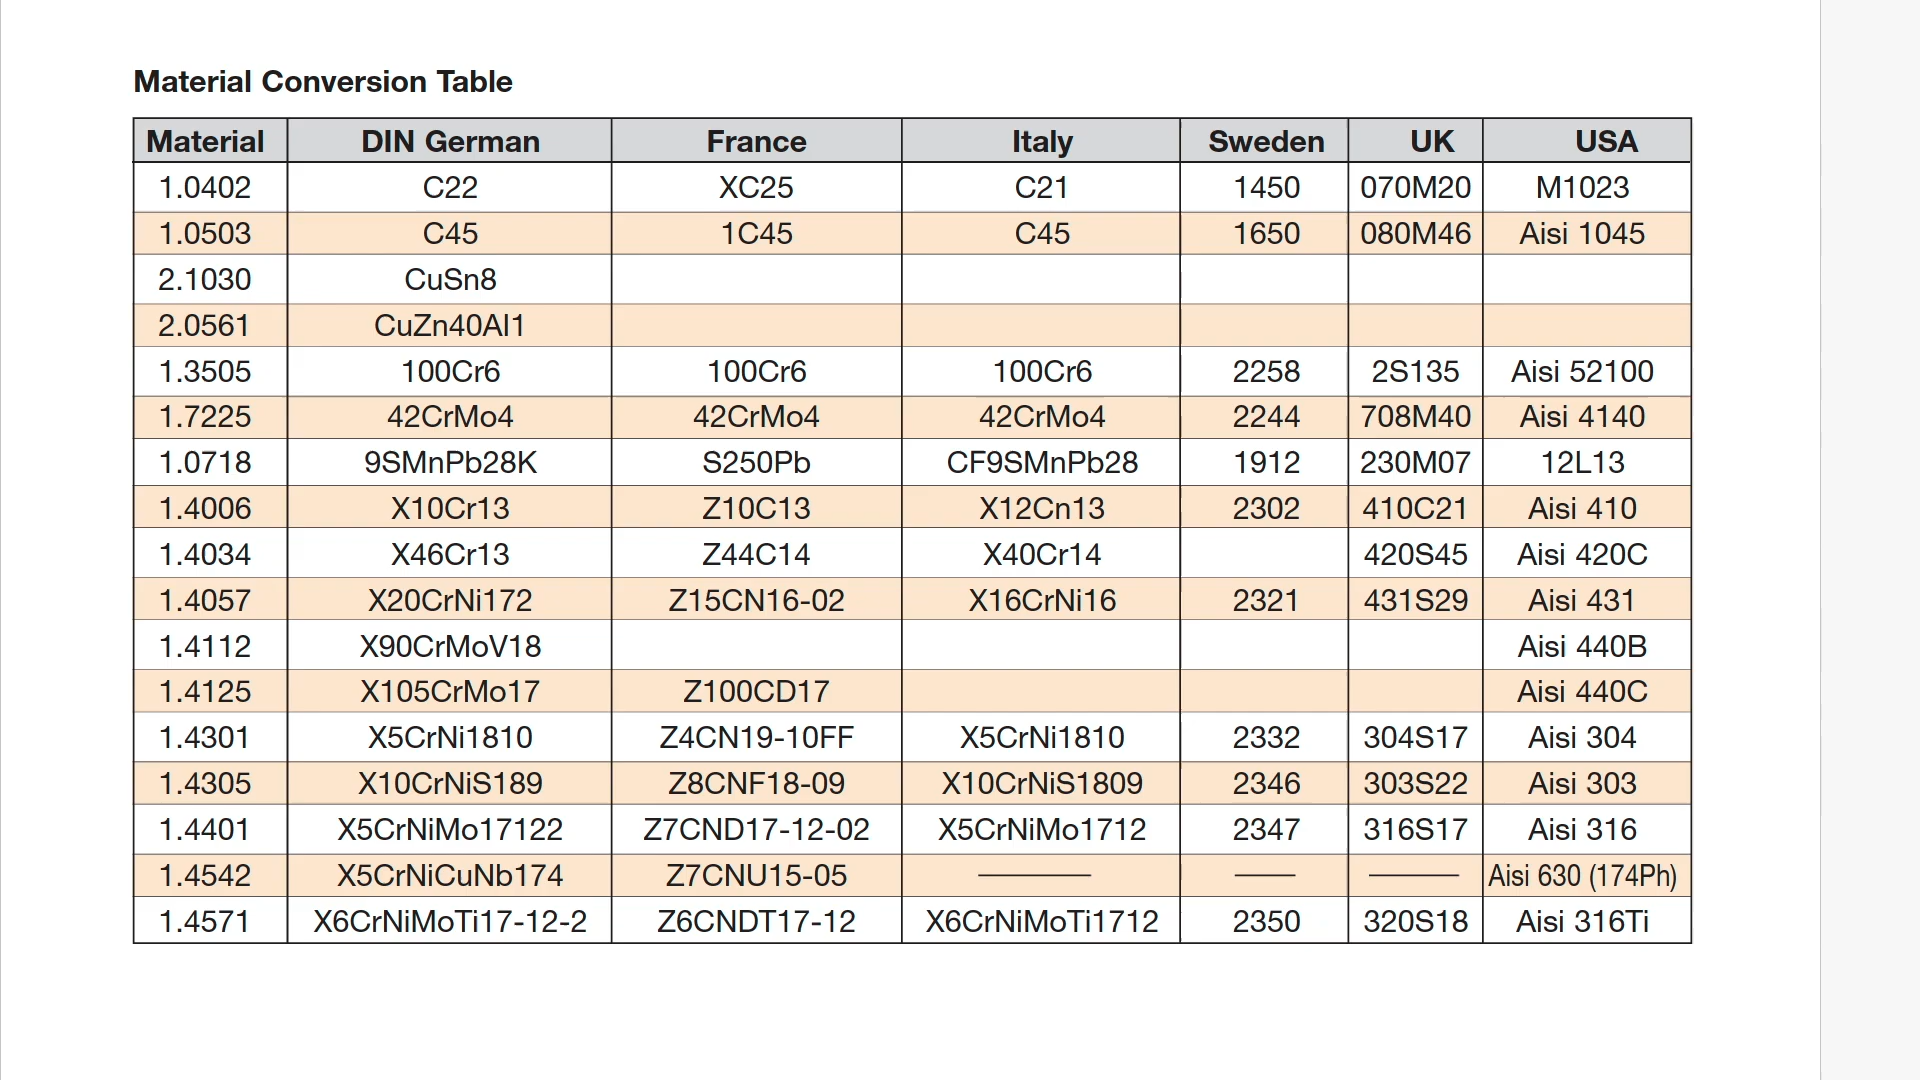 Material Conversion Table
Material DIN German France Italy Sweden UK USA
1.0402 C22 XC25 C21 1450 070M20 M1023
1.0503 C45 1C45 C45 1650 080M46 Aisi 1045
2.1030 CuSn8
2.0561 CuZn40Al1
1.3505 100Cr6 100Cr6 100Cr6 2258 2S135 Aisi 52100
1.7225 42CrMo4 42CrMo4 42CrMo4 2244 708M40 Aisi 4140
1.0718 9SMnPb28K S250Pb CF9SMnPb28 1912 230M07 12L13
1.4006 X10Cr13 Z10C13 X12Cn13 2302 410C21 Aisi 410
1.4034 X46Cr13 Z44C14 X40Cr14 420S45 Aisi 420C
1.4057 X20CrNi172 Z15CN16-02 X16CrNi16 2321 431S29 Aisi 431
1.4112 X90CrMoV18 Aisi 440B
1.4125 X105CrMo17 Z100CD17 Aisi 440C
1.4301 X5CrNi1810 Z4CN19-10FF X5CrNi1810 2332 304S17 Aisi 304
1.4305 X10CrNiS189 Z8CNF18-09 X10CrNiS1809 2346 303S22 Aisi 303
1.4401 X5CrNiMo17122 Z7CND17-12-02 X5CrNiMo1712 2347 316S17 Aisi 316
1.4542 X5CrNiCuNb174 Z7CNU15-05 ——— ——— ——— Aisi 630 (174Ph)
1.4571 X6CrNiMoTi17-12-2 Z6CNDT17-12 X6CrNiMoTi1712 2350 320S18 Aisi 316Ti